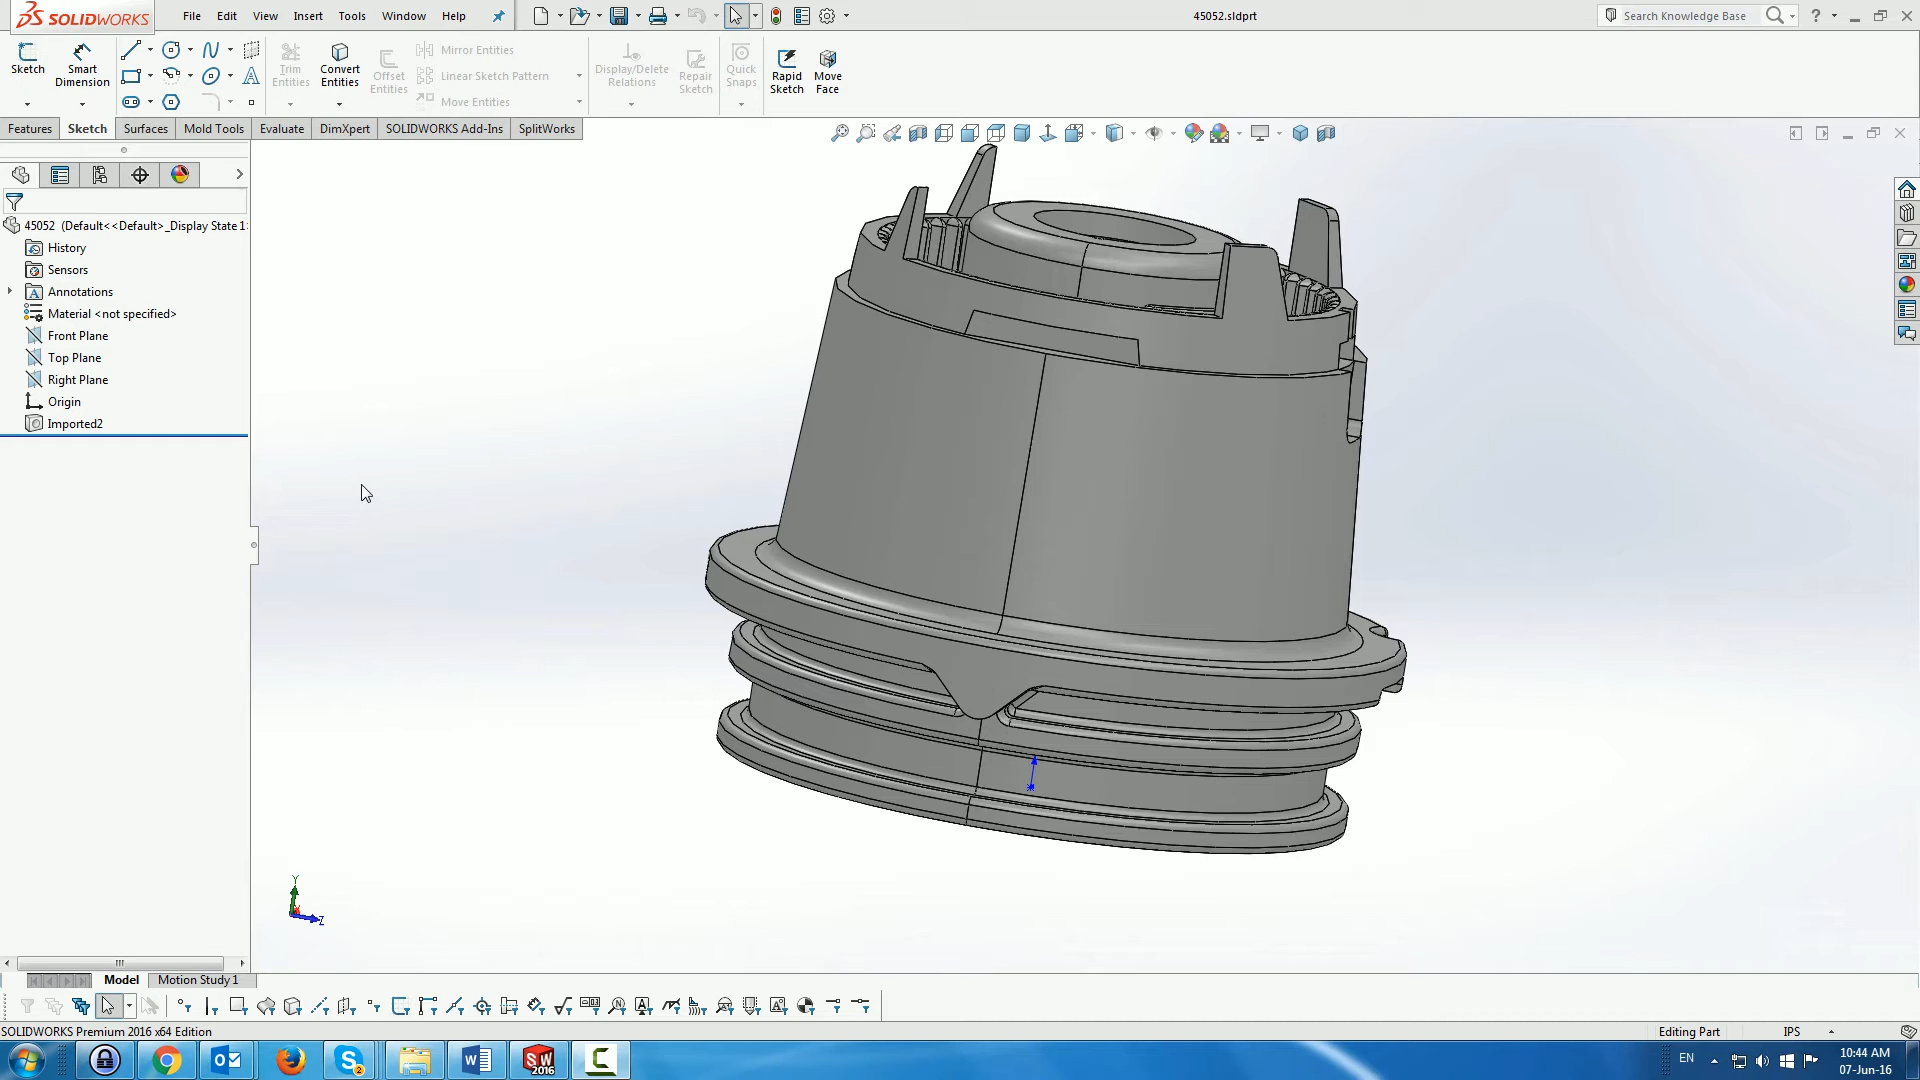 SOLIDWORKS
File Edit View Insert Tools Window Help
45052.sldprt
Search Knowledge Base
Sketch
Smart Dimension
Trim Entities
Convert Entities
Offset Entities
Mirror Entities
Linear Sketch Pattern
Move Entities
Display/Delete Relations
Repair Sketch
Quick Snaps
Rapid Sketch
Move Face
Features Sketch Surfaces Mold Tools Evaluate DimXpert SOLIDWORKS Add-Ins SplitWorks
45052 (Default<<Default>_Display State 1
History
Sensors
Annotations
Material <not specified>
Front Plane
Top Plane
Right Plane
Origin
Imported2
Y
Z
Model Motion Study 1
SOLIDWORKS Premium 2016 x64 Edition
Editing Part IPS
EN
10:44 AM
07-Jun-16